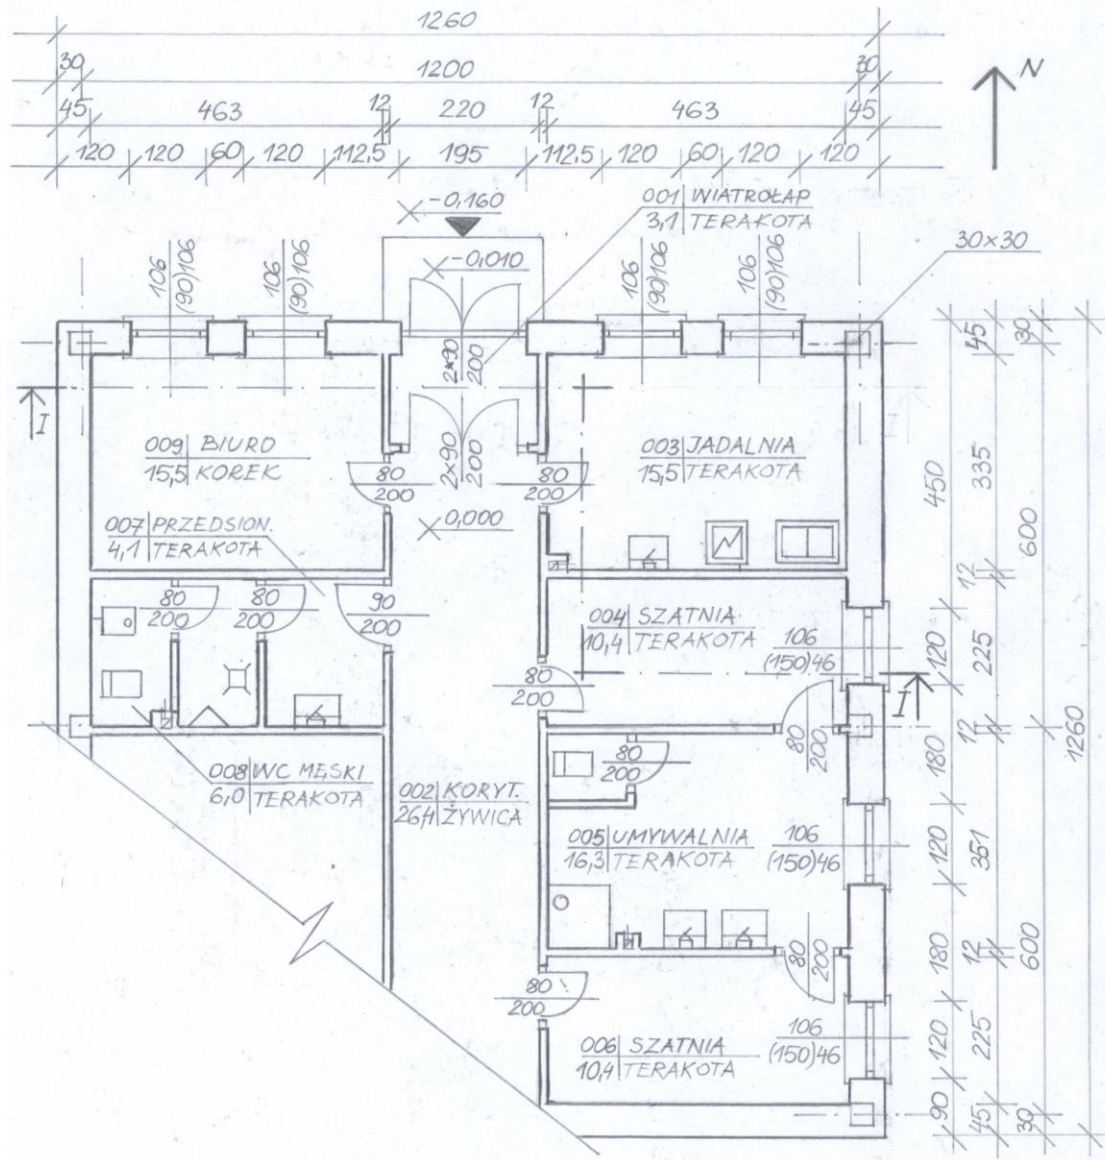 1260
30 1200 30
45 463 12 220 12 463 45
120 120 60 120 112,5 195 112,5 120 60 120 120
N
-0,160
001 WIATROŁAP
3,1 TERAKOTA
-0,010
30×30
106
(90)106
106
(90)106
106
(90)106
106
(90)106
2×90
200
I
009 BIURO
15,5 KOREK
2×90
200
003 JADALNIA
15,5 TERAKOTA
80
200
80
200
0,000
007 PRZEDSION.
4,1 TERAKOTA
80
200
80
200
90
200
004 SZATNIA
10,4 TERAKOTA
106
(150)46
80
200
I
80
200
008 WC MĘSKI
6,0 TERAKOTA
002 KORYT.
26,1 ŻYWICA
80
200
005 UMYWALNIA
16,3 TERAKOTA
106
(150)46
80
200
80
200
006 SZATNIA
10,4 TERAKOTA
106
(150)46
450 120 180 120 180 120 90
45 335 12 225 12 351 12 225 45
30 600 600 30
1260